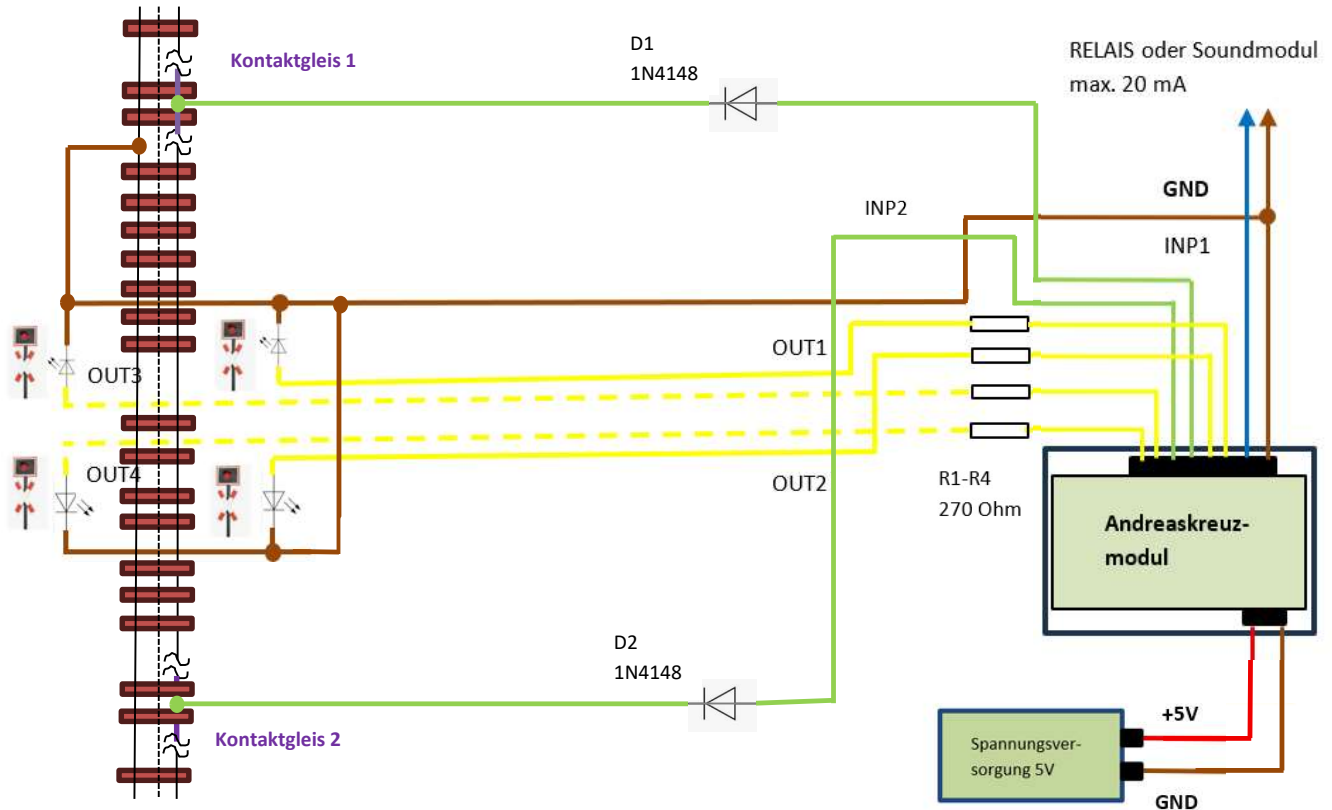 Kontaktgleis 1
D1
1N4148
RELAIS oder Soundmodul
max. 20 mA
GND
INP2
INP1
OUT1
OUT3
OUT4
OUT2
R1-R4
270 Ohm
Andreaskreuz-
modul
D2
1N4148
Kontaktgleis 2
+5V
Spannungsver-
sorgung 5V
GND